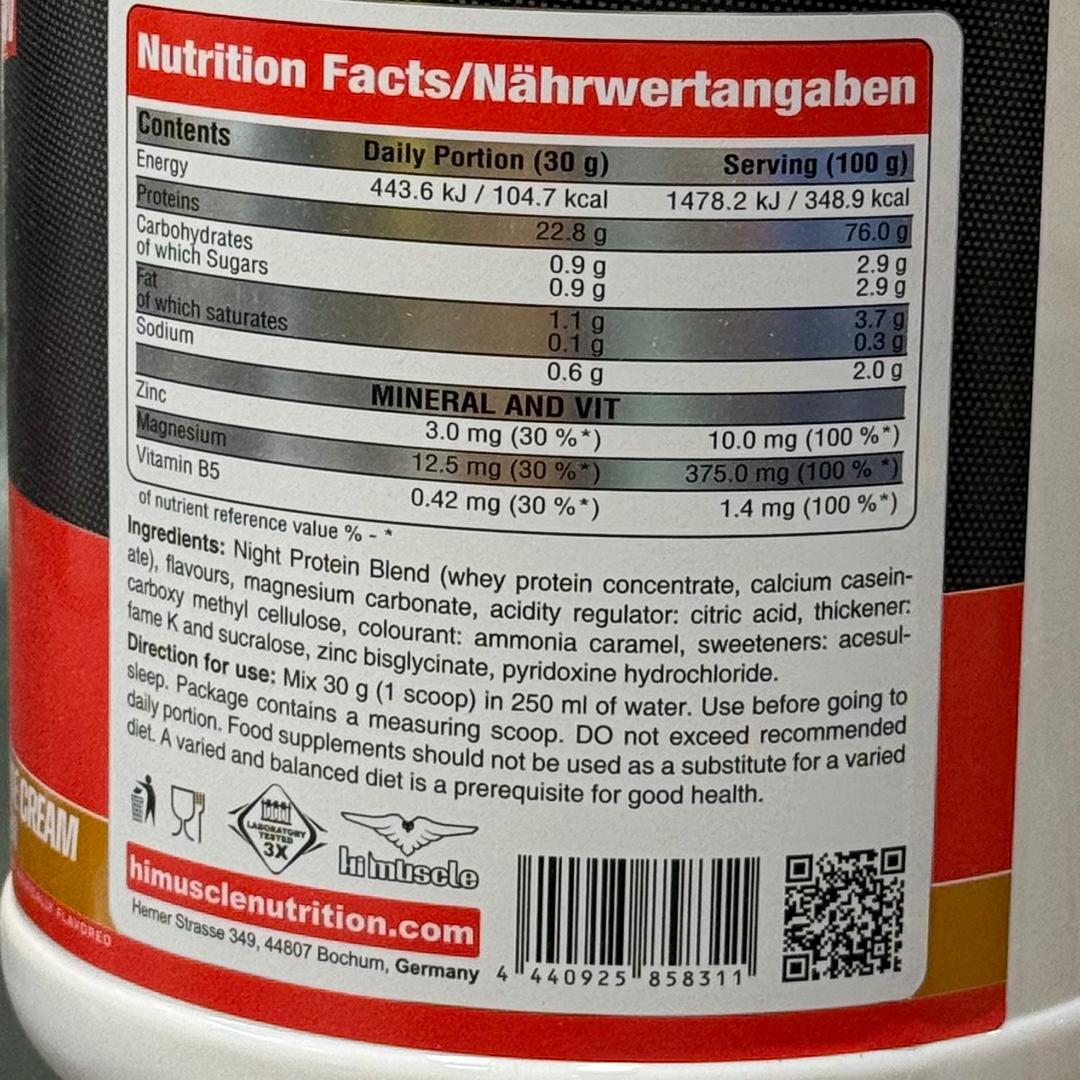 Nutrition Facts/Nährwertangaben
Contents Daily Portion (30 g) Serving (100 g)
Energy 443.6 kJ / 104.7 kcal 1478.2 kJ / 348.9 kcal
Proteins 22.8 g 76.0 g
Carbohydrates 0.9 g 2.9 g
of which Sugars 0.9 g 2.9 g
Fat 1.1 g 3.7 g
of which saturates 0.1 g 0.3 g
Sodium 0.6 g 2.0 g
MINERAL AND VIT
Zinc 3.0 mg (30 %*) 10.0 mg (100 %*)
Magnesium 12.5 mg (30 %*) 375.0 mg (100 % *)
Vitamin B5 0.42 mg (30 %*) 1.4 mg (100 %*)
of nutrient reference value % - *
Ingredients: Night Protein Blend (whey protein concentrate, calcium casein-
ate), flavours, magnesium carbonate, acidity regulator: citric acid, thickener:
carboxy methyl cellulose, colourant: ammonia caramel, sweeteners: acesul-
fame K and sucralose, zinc bisglycinate, pyridoxine hydrochloride.
Direction for use: Mix 30 g (1 scoop) in 250 ml of water. Use before going to
sleep. Package contains a measuring scoop. DO not exceed recommended
daily portion. Food supplements should not be used as a substitute for a varied
diet. A varied and balanced diet is a prerequisite for good health.
CREAM
LABORATORY
TESTED
3X
himuscle
himusclenutrition.com
FLAVORED
Herner Strasse 349, 44807 Bochum, Germany
4 440925 858311